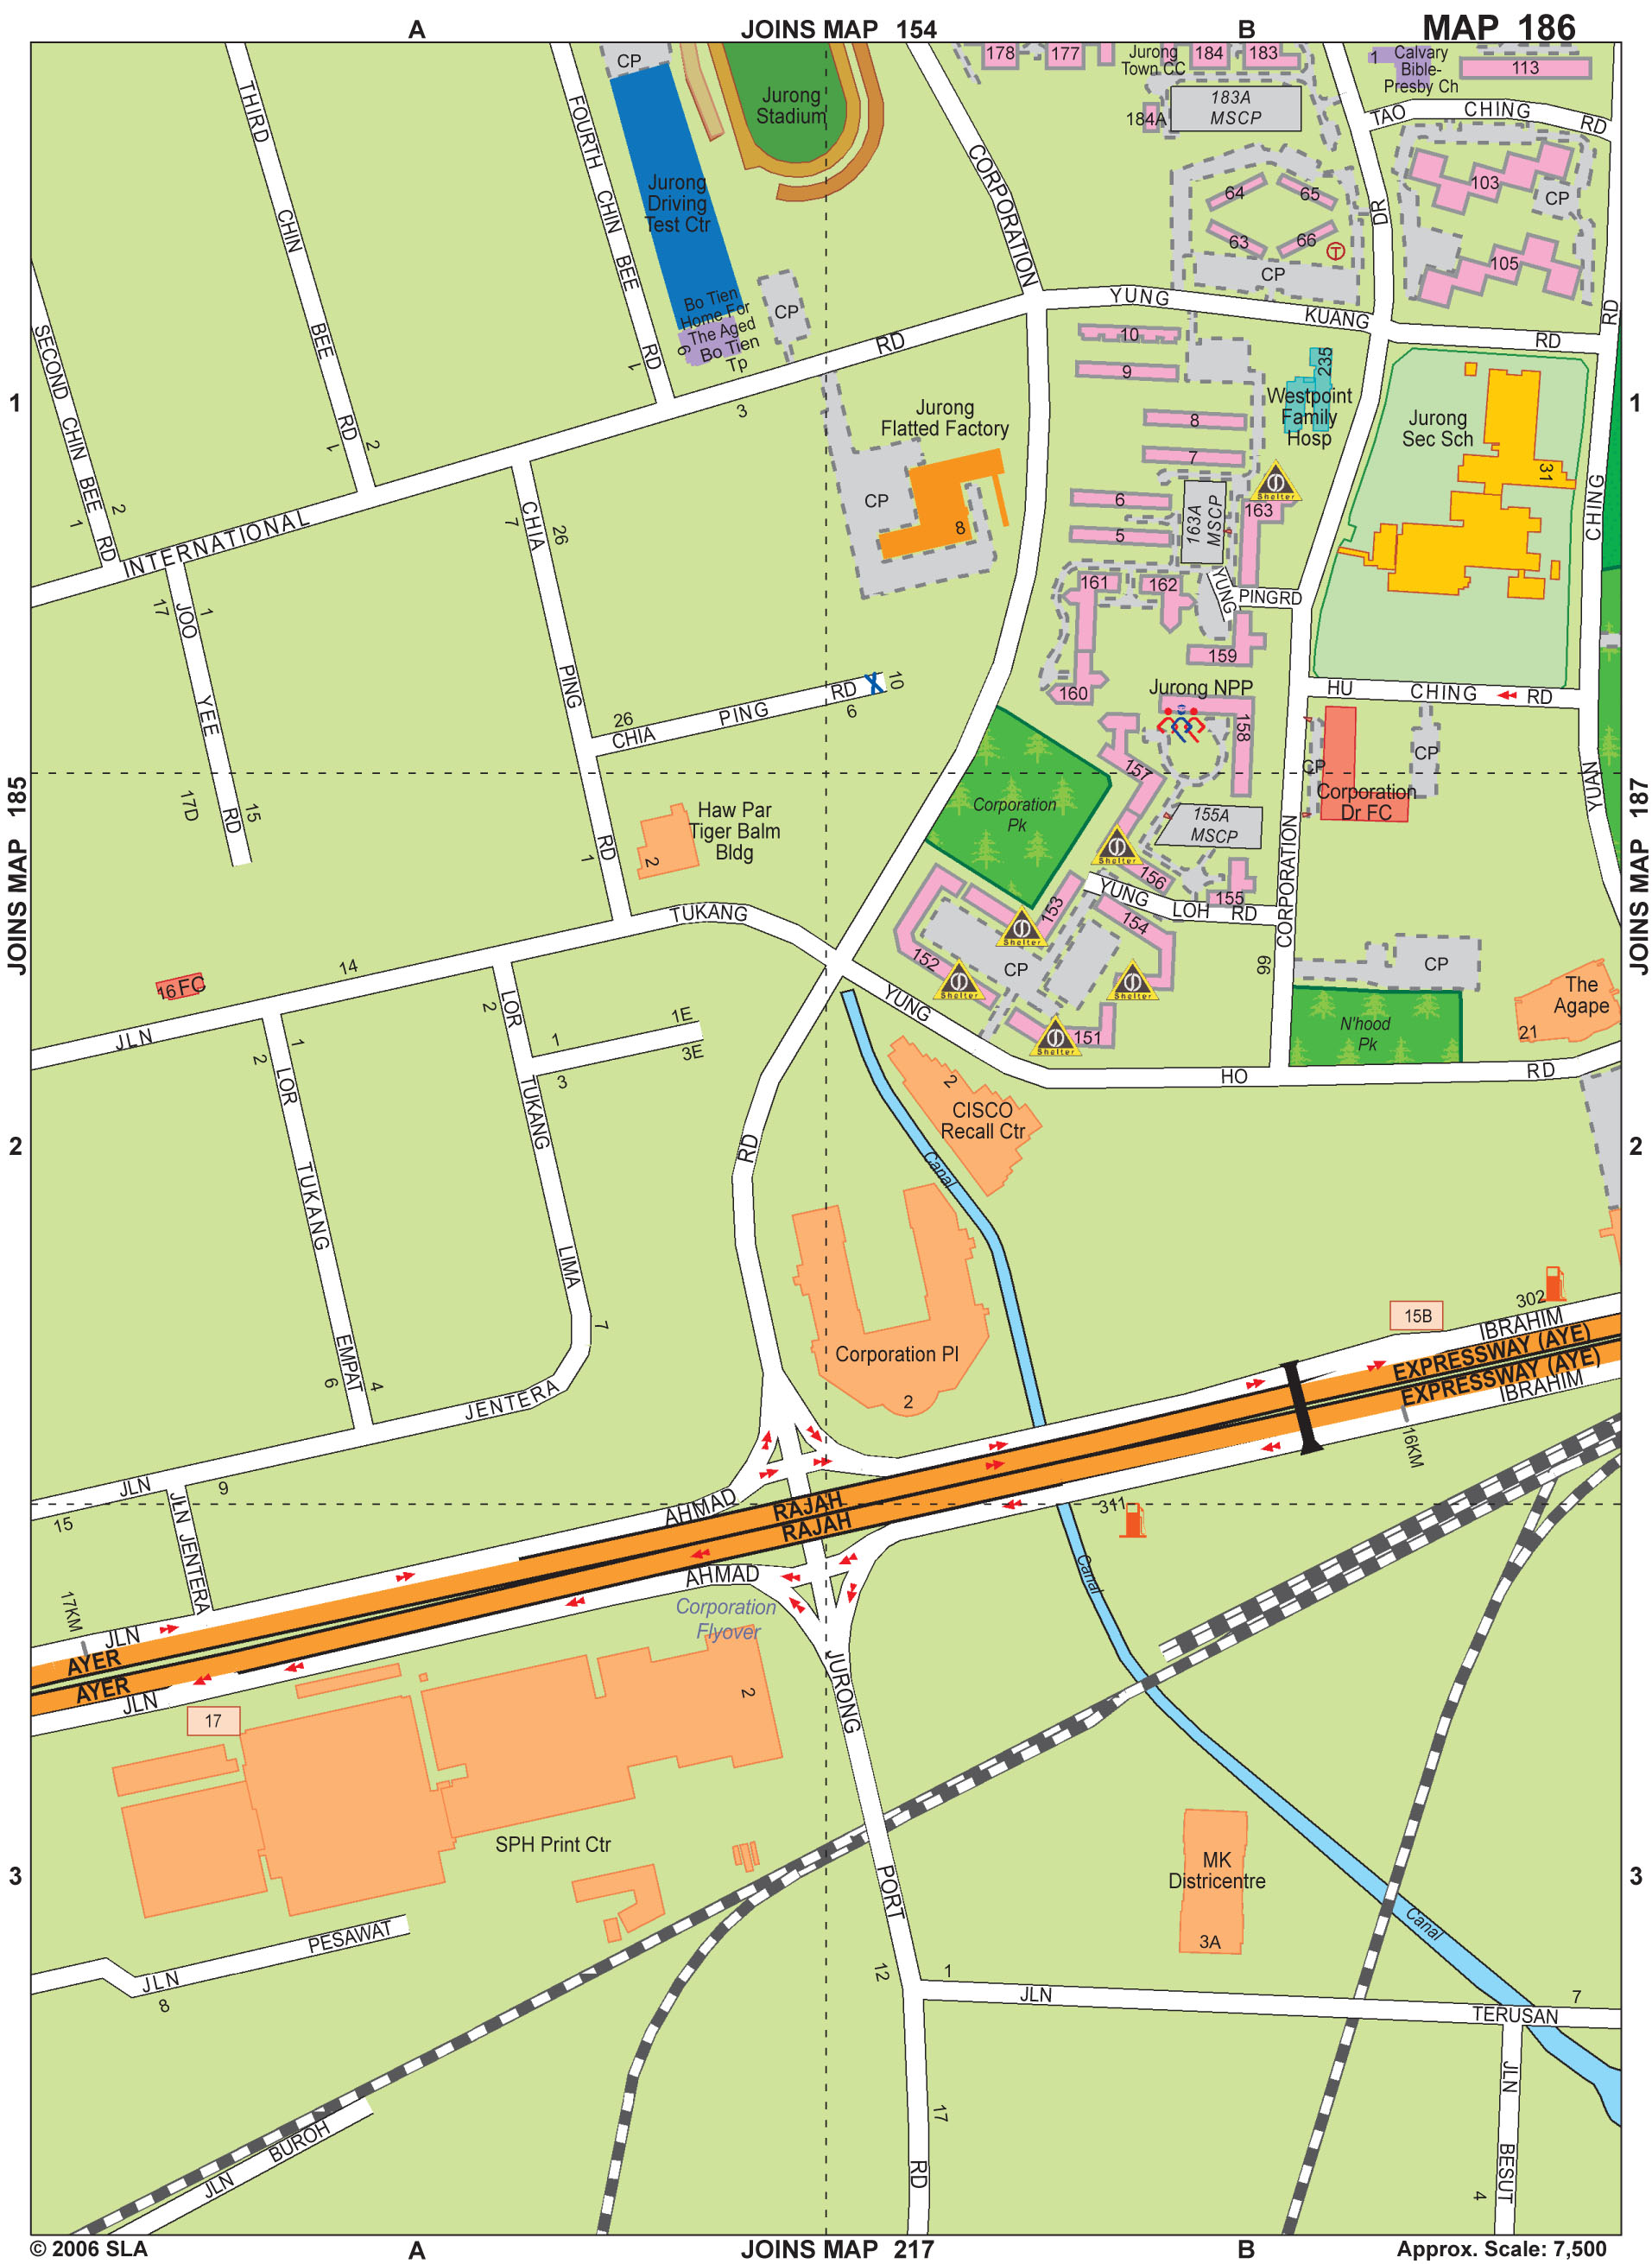 A
JOINS MAP 154
B
MAP 186
CP
Jurong
Stadium
178
177
Jurong
Town CC
184
183
1
Calvary
Bible-
Presby Ch
113
THIRD CHIN BEE RD
FOURTH CHIN BEE RD
SECOND CHIN BEE RD
CORPORATION
184A
183A
MSCP
TAO CHING RD
DR
103
CP
105
64
65
63
66
T
CP
Jurong
Driving
Test Ctr
Bo Tien
Home For
The Aged
Bo Tien
Tp
9
CP
YUNG KUANG RD
RD
10
9
8
7
6
5
235
Westpoint
Family
Hosp
Jurong
Sec Sch
31
CHING
1
1
1
2
1
2
1
3
INTERNATIONAL RD
Jurong
Flatted Factory
CP
8
163A
MSCP
163
Shelter
161
162
YUNG PING RD
159
160
Jurong NPP
158
157
HU CHING RD
CP
CP
Corporation
Dr FC
YUAN
17
1
JOO YEE RD
17D
15
7
26
CHIA PING RD
1
26
CHIA PING RD
6
10
JOINS MAP 185
JOINS MAP 187
Haw Par
Tiger Balm
Bldg
2
Corporation
Pk
155A
MSCP
Shelter
156
155
YUNG LOH RD
CORPORATION
99
153
154
Shelter
152
CP
Shelter
Shelter
151
Shelter
CP
N'hood
Pk
The
Agape
21
16 FC
14
JLN TUKANG
YUNG HO RD
2
1
LOR TUKANG EMPAT
6
4
2
LOR TUKANG LIMA
1
1E
3
3E
7
2
2
RD
2
CISCO
Recall Ctr
Canal
Corporation Pl
2
302
15B
IBRAHIM
EXPRESSWAY (AYE)
EXPRESSWAY (AYE)
IBRAHIM
16KM
JLN JENTERA
15
9
JLN JENTERA
AHMAD
RAJAH
RAJAH
AHMAD
311
Canal
Corporation
Flyover
17KM
JLN
AYER
AYER
JLN
17
2
JURONG PORT RD
SPH Print Ctr
3
3
MK
Districentre
3A
Canal
JLN PESAWAT
8
12
1
JLN TERUSAN
7
17
JLN BESUT
4
JLN BUROH
© 2006 SLA
A
JOINS MAP 217
B
Approx. Scale: 7,500